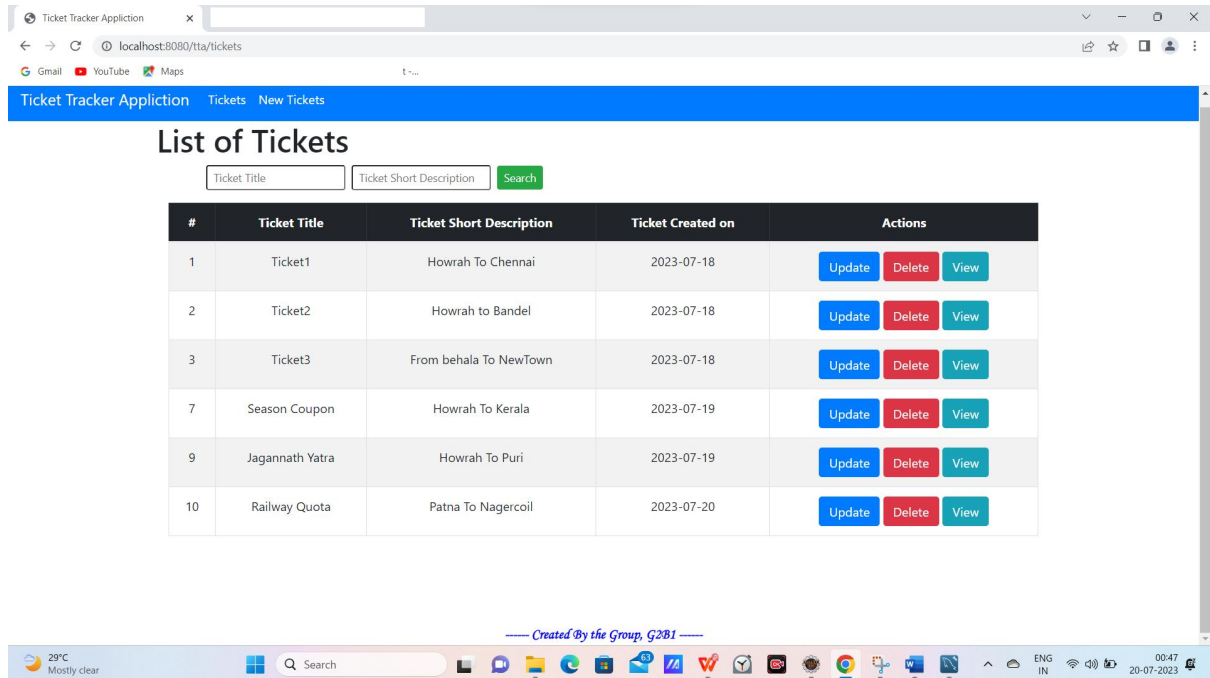 Ticket Tracker Appliction
localhost:8080/tta/tickets
Gmail YouTube Maps t -...
Ticket Tracker Appliction Tickets New Tickets
List of Tickets
Ticket Title Ticket Short Description Search
# Ticket Title Ticket Short Description Ticket Created on Actions
1 Ticket1 Howrah To Chennai 2023-07-18 Update Delete View
2 Ticket2 Howrah to Bandel 2023-07-18 Update Delete View
3 Ticket3 From behala To NewTown 2023-07-18 Update Delete View
7 Season Coupon Howrah To Kerala 2023-07-19 Update Delete View
9 Jagannath Yatra Howrah To Puri 2023-07-19 Update Delete View
10 Railway Quota Patna To Nagercoil 2023-07-20 Update Delete View
------ Created By the Group, G2B1 ------
29°C
Mostly clear
Search
63
ENG
IN
00:47
20-07-2023